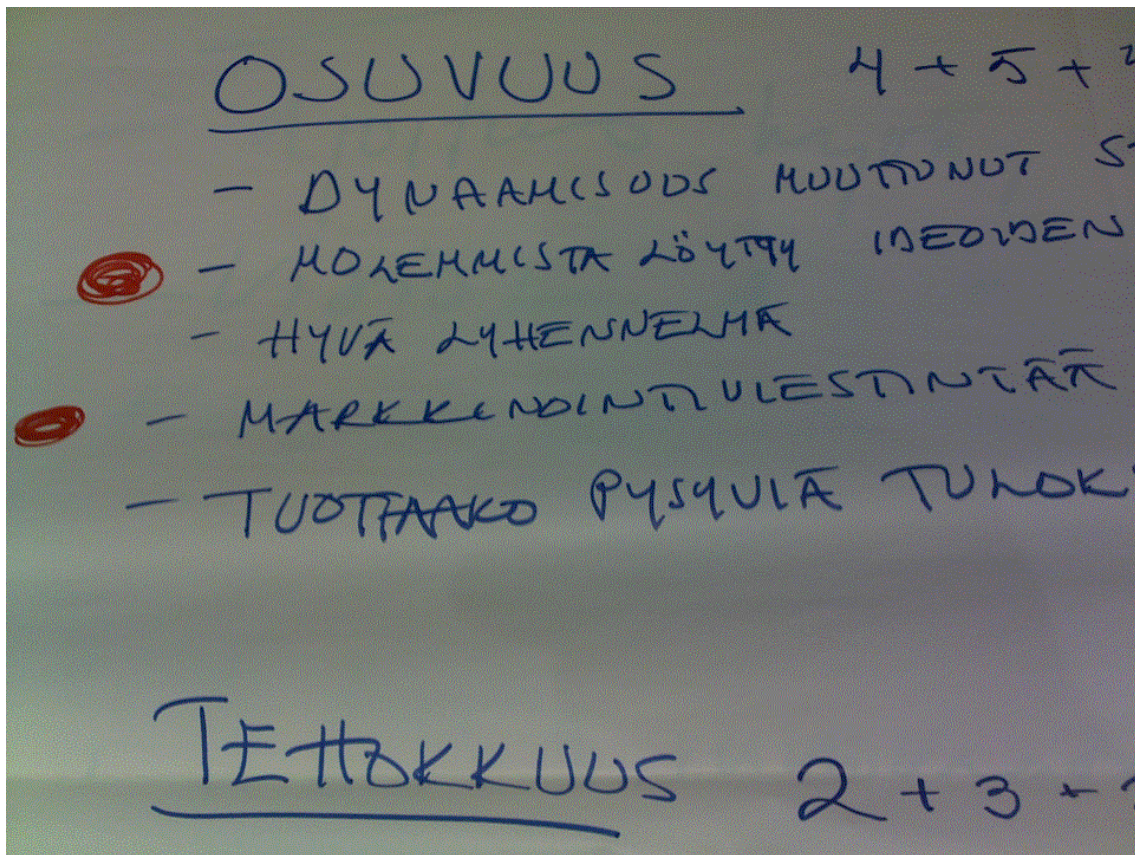 OSUVUUS 4 + 5 +
- DYNAAMISUUS MUUTTUNUT
- MOLEMMISTA LÖYTYY IDEOIDEN
- HYVÄ LYHENNELMÄ
- MARKKINOINTIVIESTINTÄÄ
- TUOTTAAKO PYSYVIÄ
TEHOKKUUS 2 + 3 +